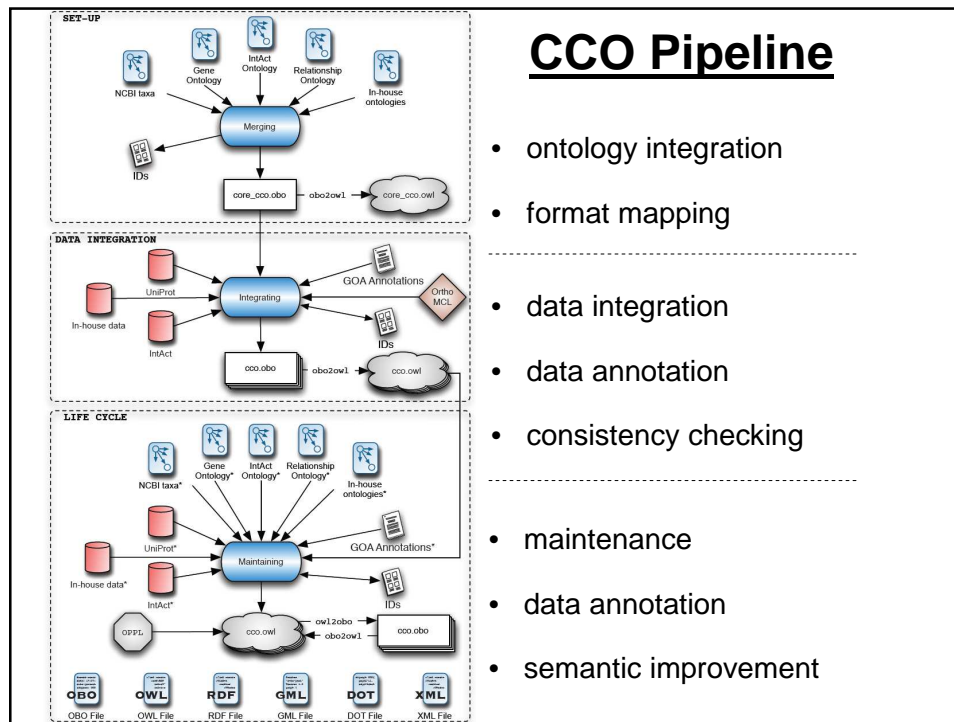 SET-UP
NCBI taxa
Gene
Ontology
IntAct
Ontology
Relationship
Ontology
In-house
ontologies
Merging
IDs
core_cco.obo
obo2owl
core_cco.owl
DATA INTEGRATION
UniProt
In-house data
IntAct
Integrating
GOA Annotations
Ortho
MCL
IDs
cco.obo
obo2owl
cco.owl
LIFE CYCLE
NCBI taxa*
Gene
Ontology*
IntAct
Ontology*
Relationship
Ontology*
In-house
ontologies*
UniProt*
In-house data*
IntAct*
Maintaining
GOA Annotations*
IDs
OPPL
cco.owl
owl2obo
obo2owl
cco.obo
OBO
OBO File
OWL
OWL File
RDF
RDF File
GML
GML File
DOT
DOT File
XML
XML File
CCO Pipeline
• ontology integration
• format mapping
• data integration
• data annotation
• consistency checking
• maintenance
• data annotation
• semantic improvement